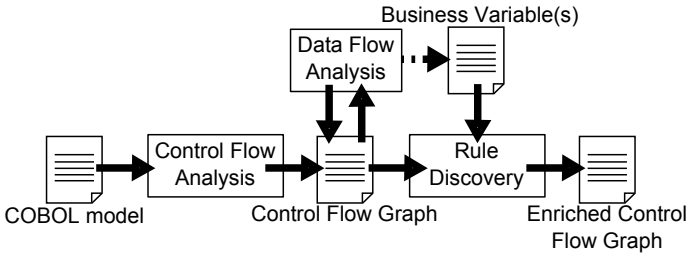 Business Variable(s)
Data Flow
Analysis
Control Flow
Analysis
Rule
Discovery
COBOL model
Control Flow Graph
Enriched Control
Flow Graph